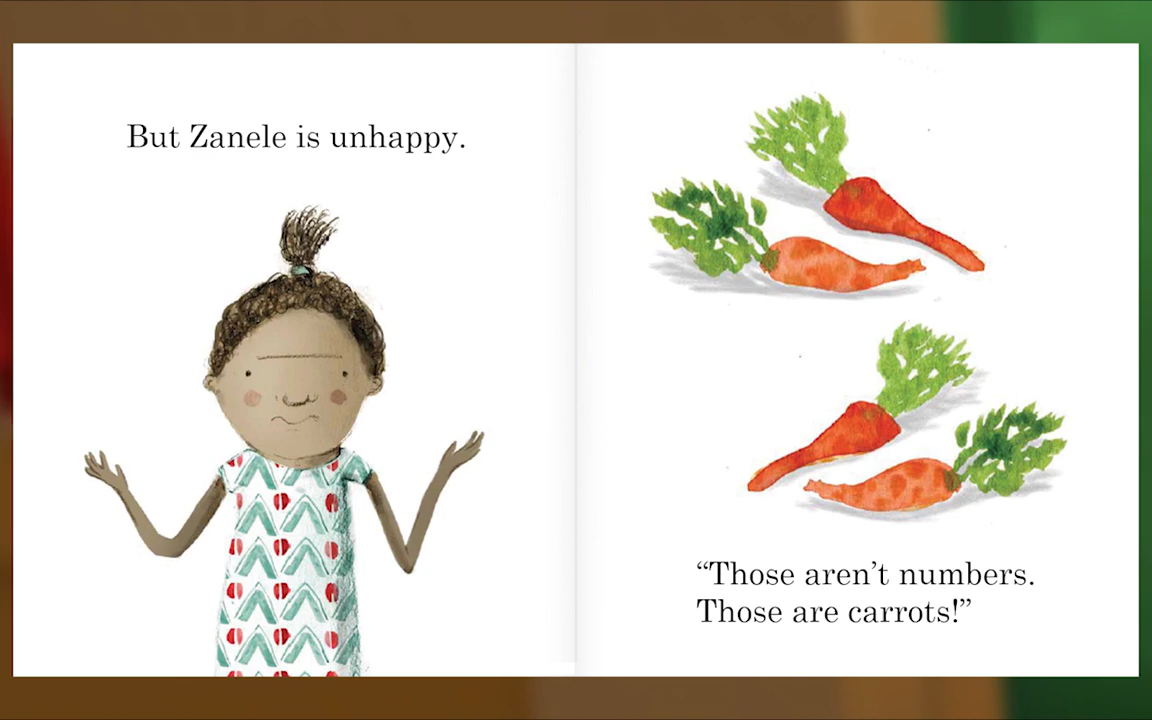 But Zanele is unhappy.
“Those aren’t numbers.
Those are carrots!”